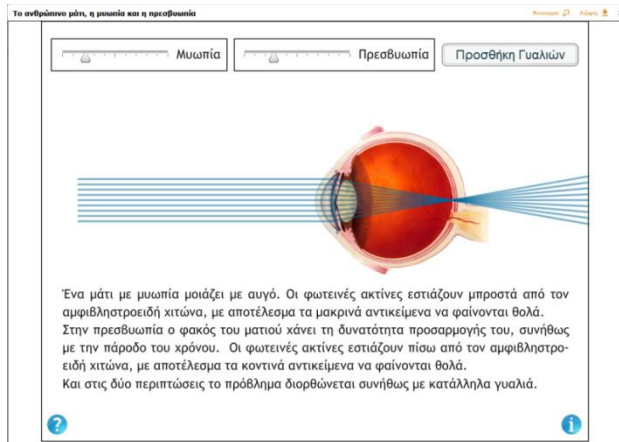 Το ανθρώπινο μάτι, η μυωπία και η πρεσβυωπία
Άνοιγμα Λήψη
Μυωπία Πρεσβυωπία Προσθήκη Γυαλιών
Ένα μάτι με μυωπία μοιάζει με αυγό. Οι φωτεινές ακτίνες εστιάζουν μπροστά από τον
αμφιβληστροειδή χιτώνα, με αποτέλεσμα τα μακρινά αντικείμενα να φαίνονται θολά.
Στην πρεσβυωπία ο φακός του ματιού χάνει τη δυνατότητα προσαρμογής του, συνήθως
με την πάροδο του χρόνου. Οι φωτεινές ακτίνες εστιάζουν πίσω από τον αμφιβληστρο-
ειδή χιτώνα, με αποτέλεσμα τα κοντινά αντικείμενα να φαίνονται θολά.
Και στις δύο περιπτώσεις το πρόβλημα διορθώνεται συνήθως με κατάλληλα γυαλιά.
? i